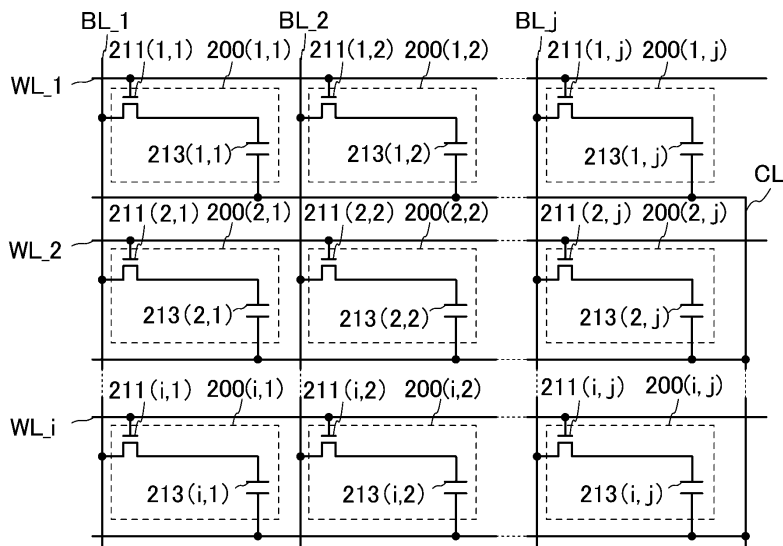 BL_1 BL_2 BL_j
211(1,1) 200(1,1) 211(1,2) 200(1,2) 211(1, j) 200(1, j)
WL_1
213(1,1) 213(1,2) 213(1, j)
CL
211(2,1) 200(2,1) 211(2,2) 200(2,2) 211(2, j) 200(2, j)
WL_2
213(2,1) 213(2,2) 213(2, j)
211(i,1) 200(i,1) 211(i,2) 200(i,2) 211(i, j) 200(i, j)
WL_i
213(i,1) 213(i,2) 213(i, j)